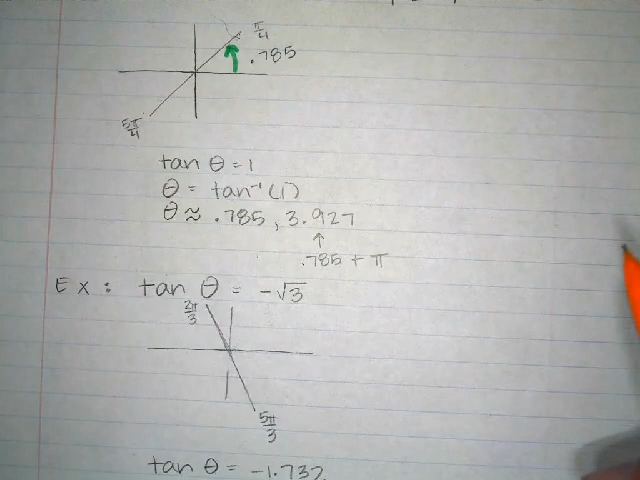 π/4
.785
5π/4
tan θ = 1
θ = tan⁻¹(1)
θ ≈ .785, 3.927
↑
.785 + π
Ex: tan θ = -√3
2π/3
5π/3
tan θ = -1.732